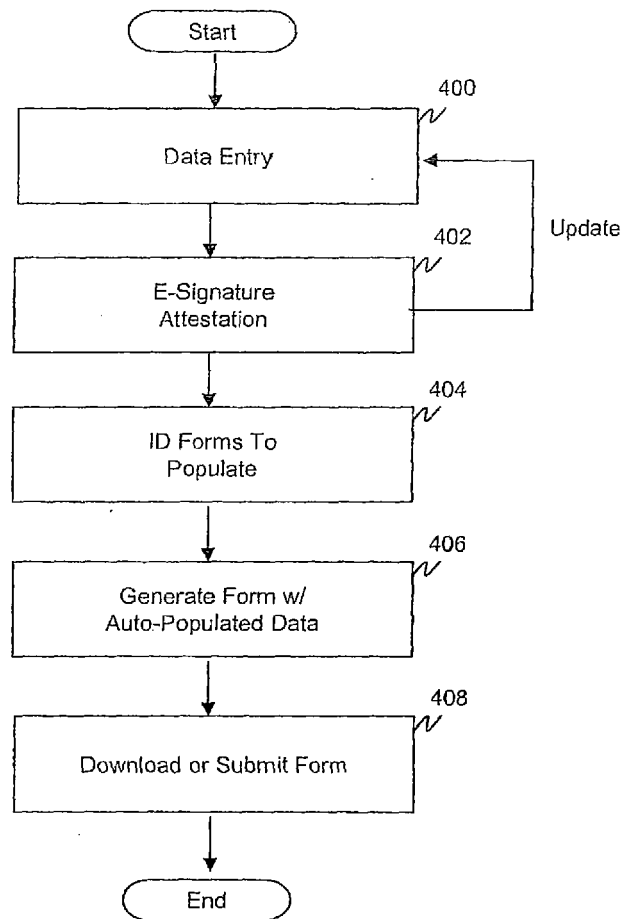 Start
400
Data Entry
Update
402
E-Signature
Attestation
404
ID Forms To
Populate
406
Generate Form w/
Auto-Populated Data
408
Download or Submit Form
End